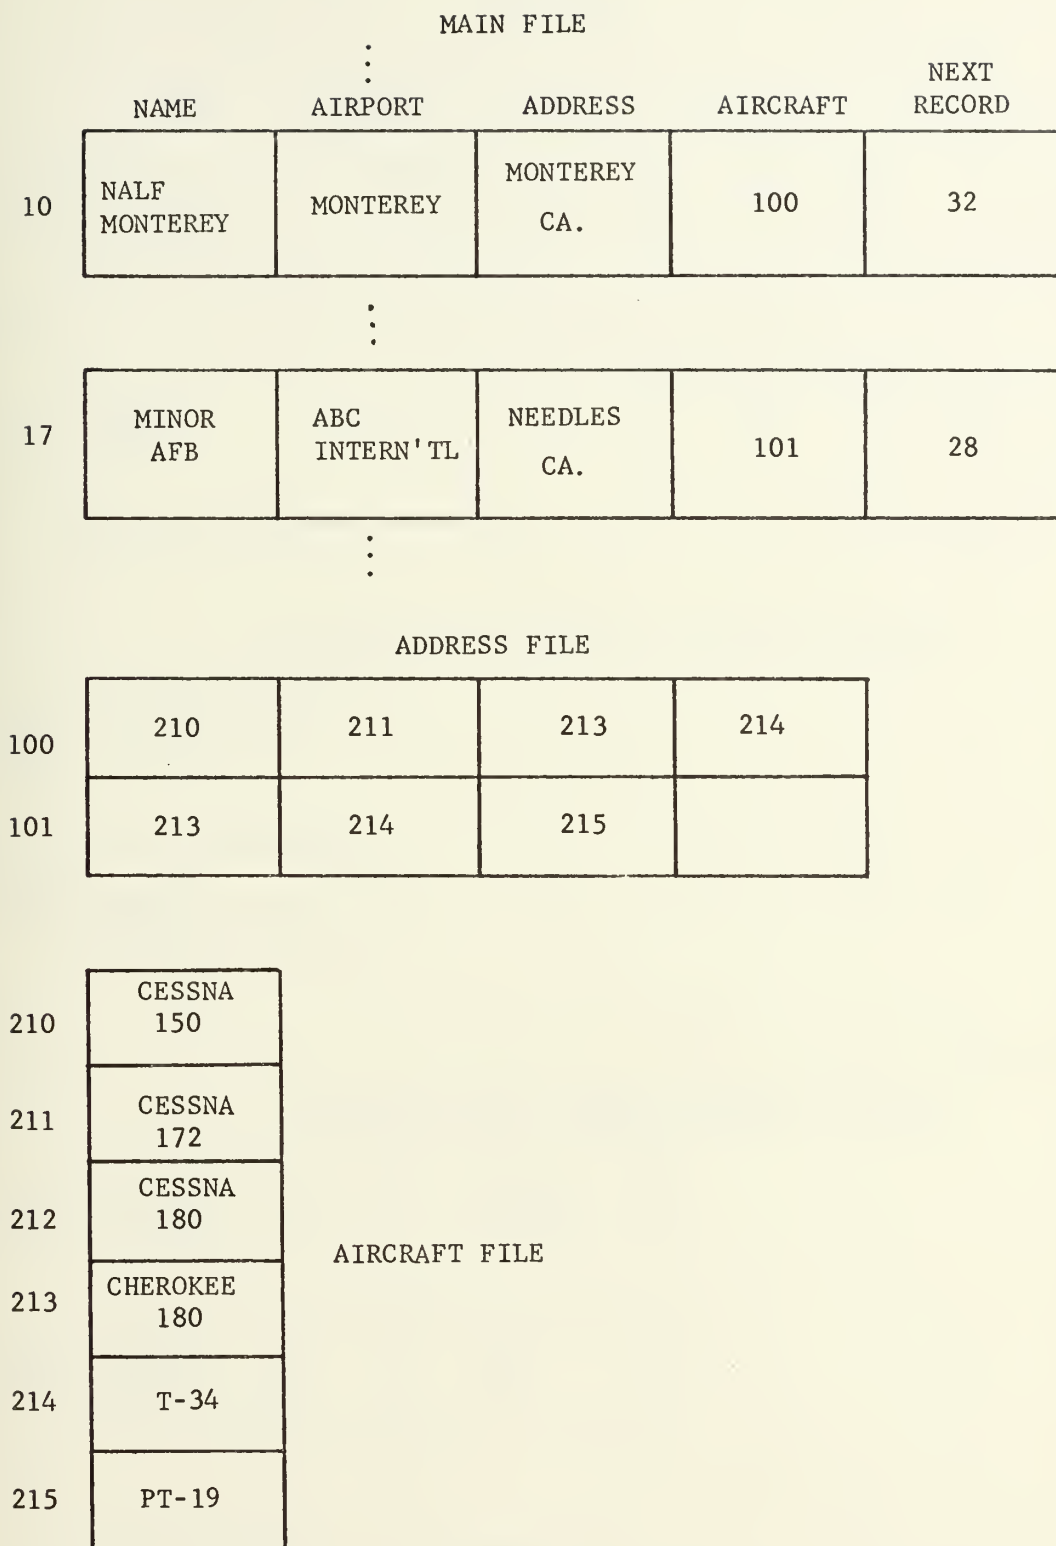 MAIN FILE
NAME AIRPORT ADDRESS AIRCRAFT NEXT RECORD
10 NALF MONTEREY MONTEREY MONTEREY CA. 100 32
17 MINOR AFB ABC INTERN'TL NEEDLES CA. 101 28
ADDRESS FILE
100 210 211 213 214
101 213 214 215
210 CESSNA 150
211 CESSNA 172
212 CESSNA 180
AIRCRAFT FILE
213 CHEROKEE 180
214 T-34
215 PT-19